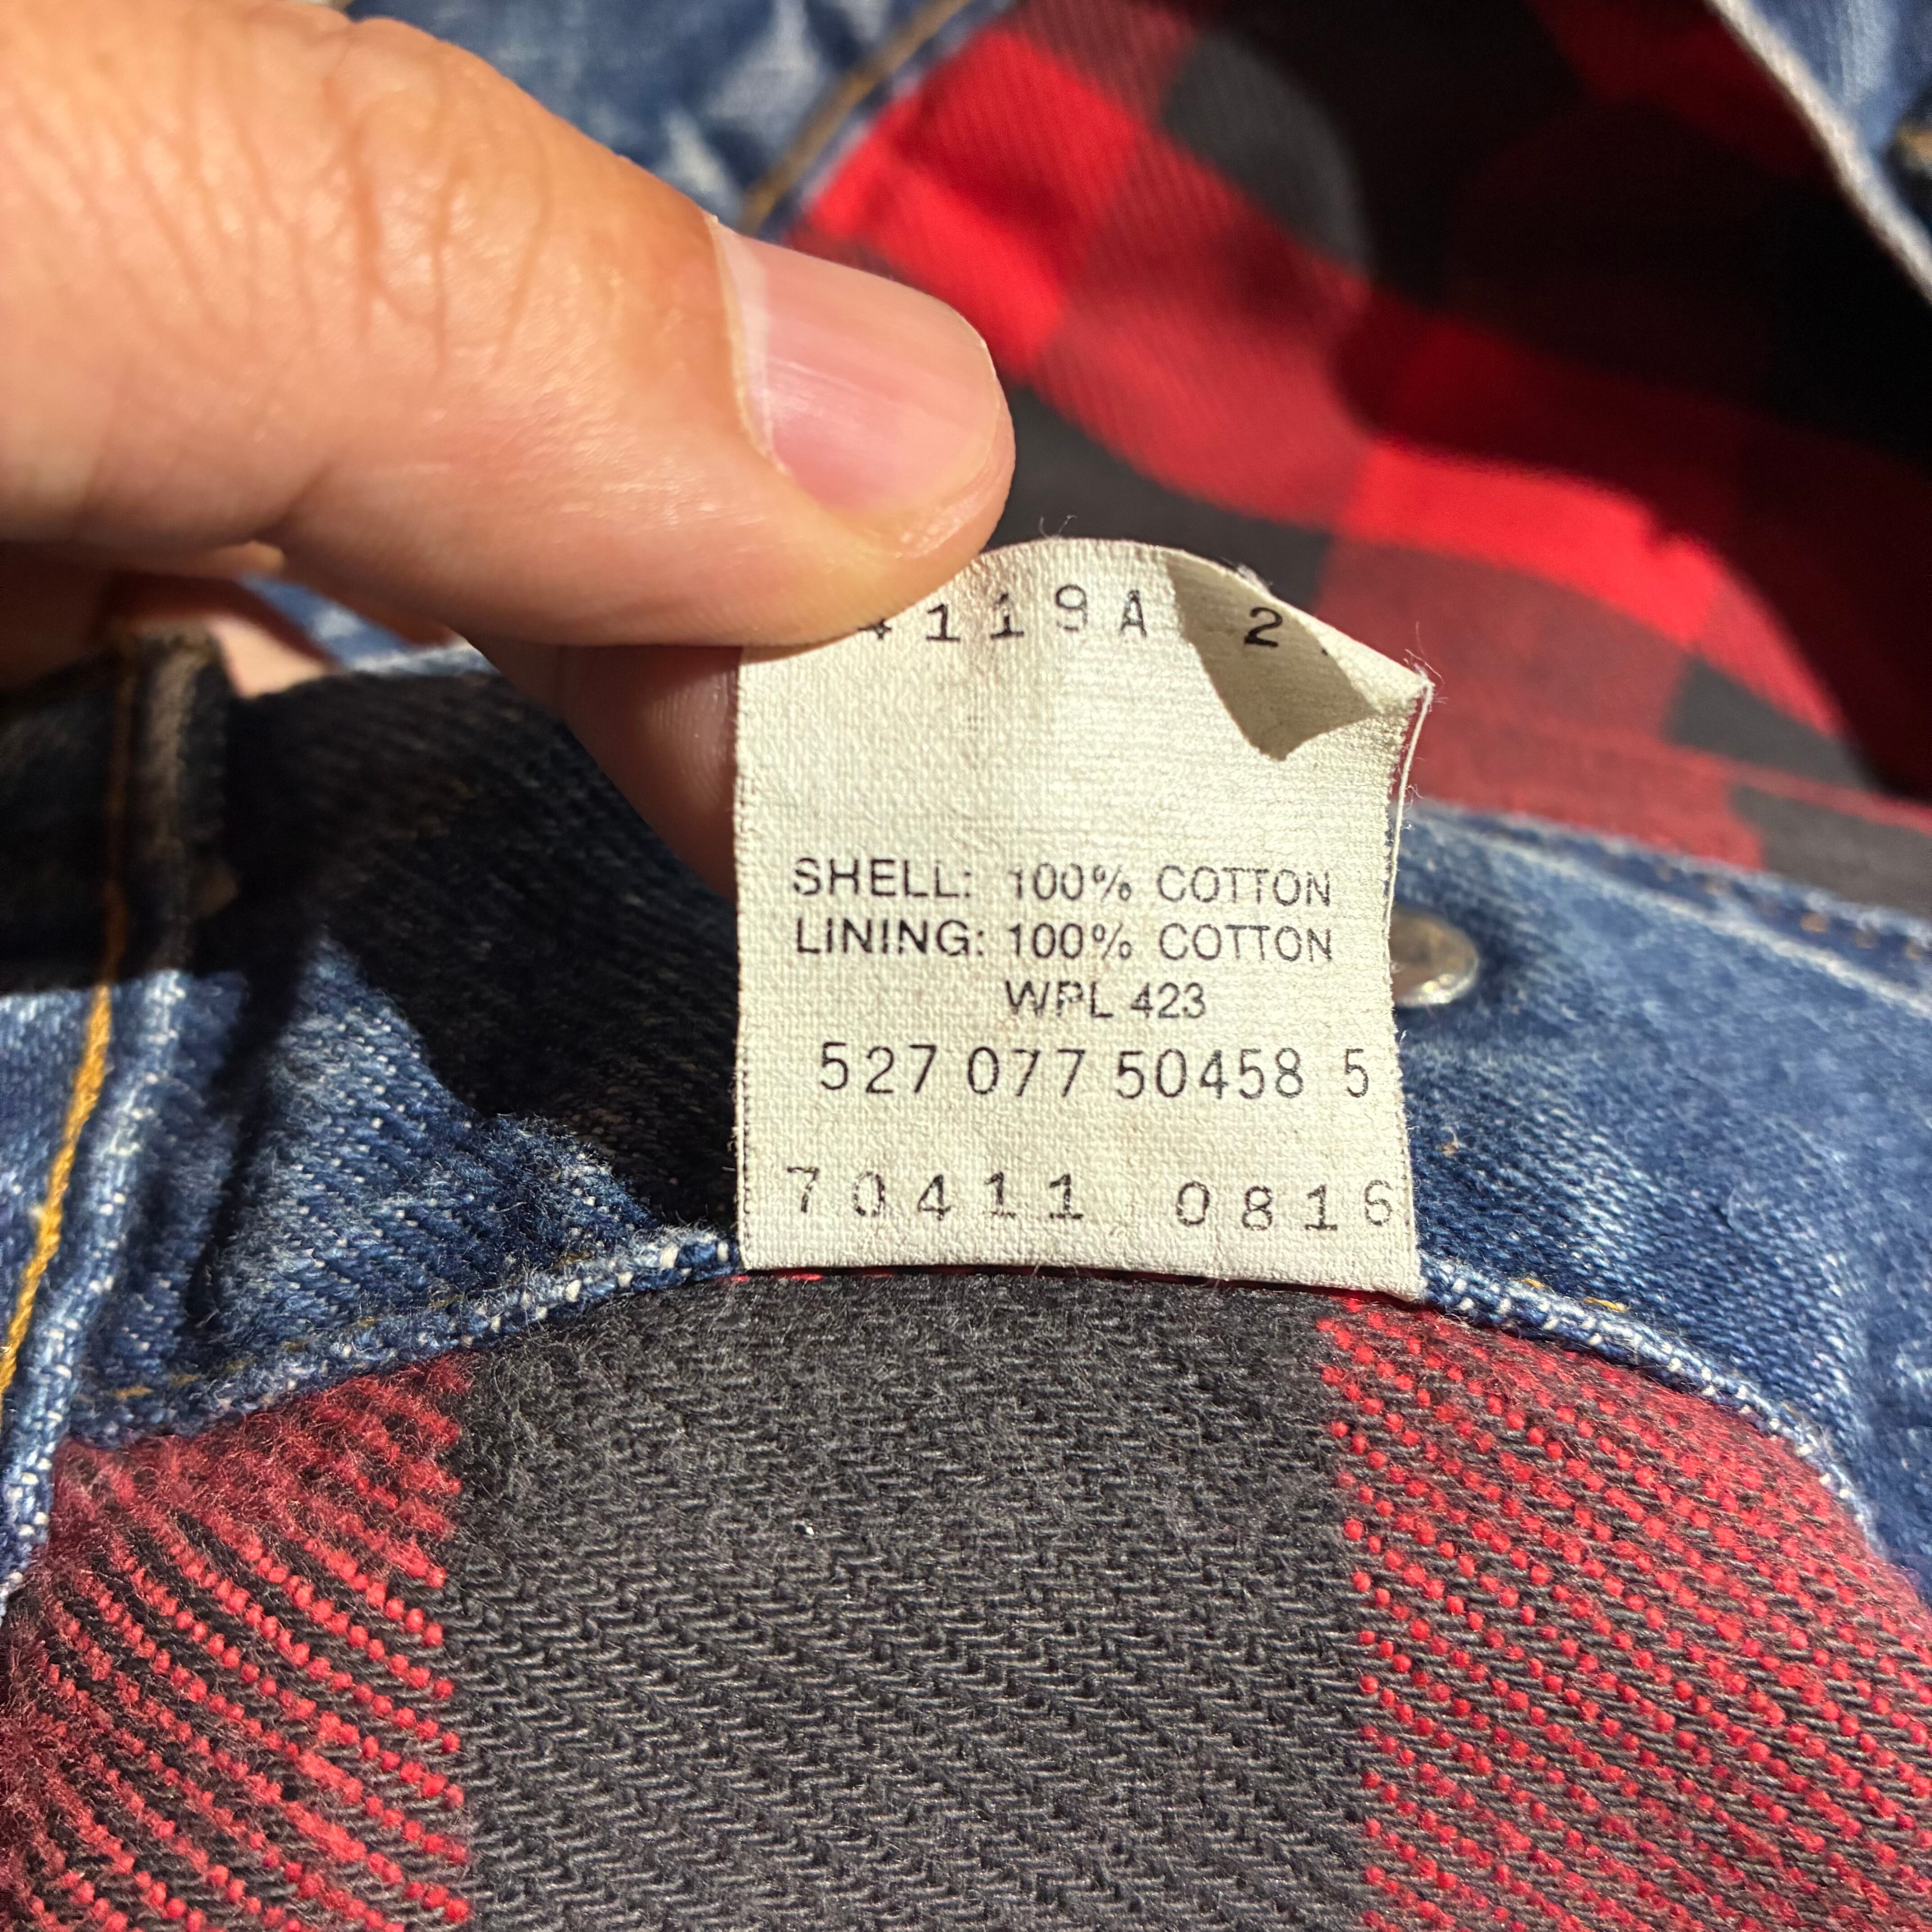 4119A 2
SHELL: 100% COTTON
LINING: 100% COTTON
WPL 423
527 077 50458 5
70411 0816